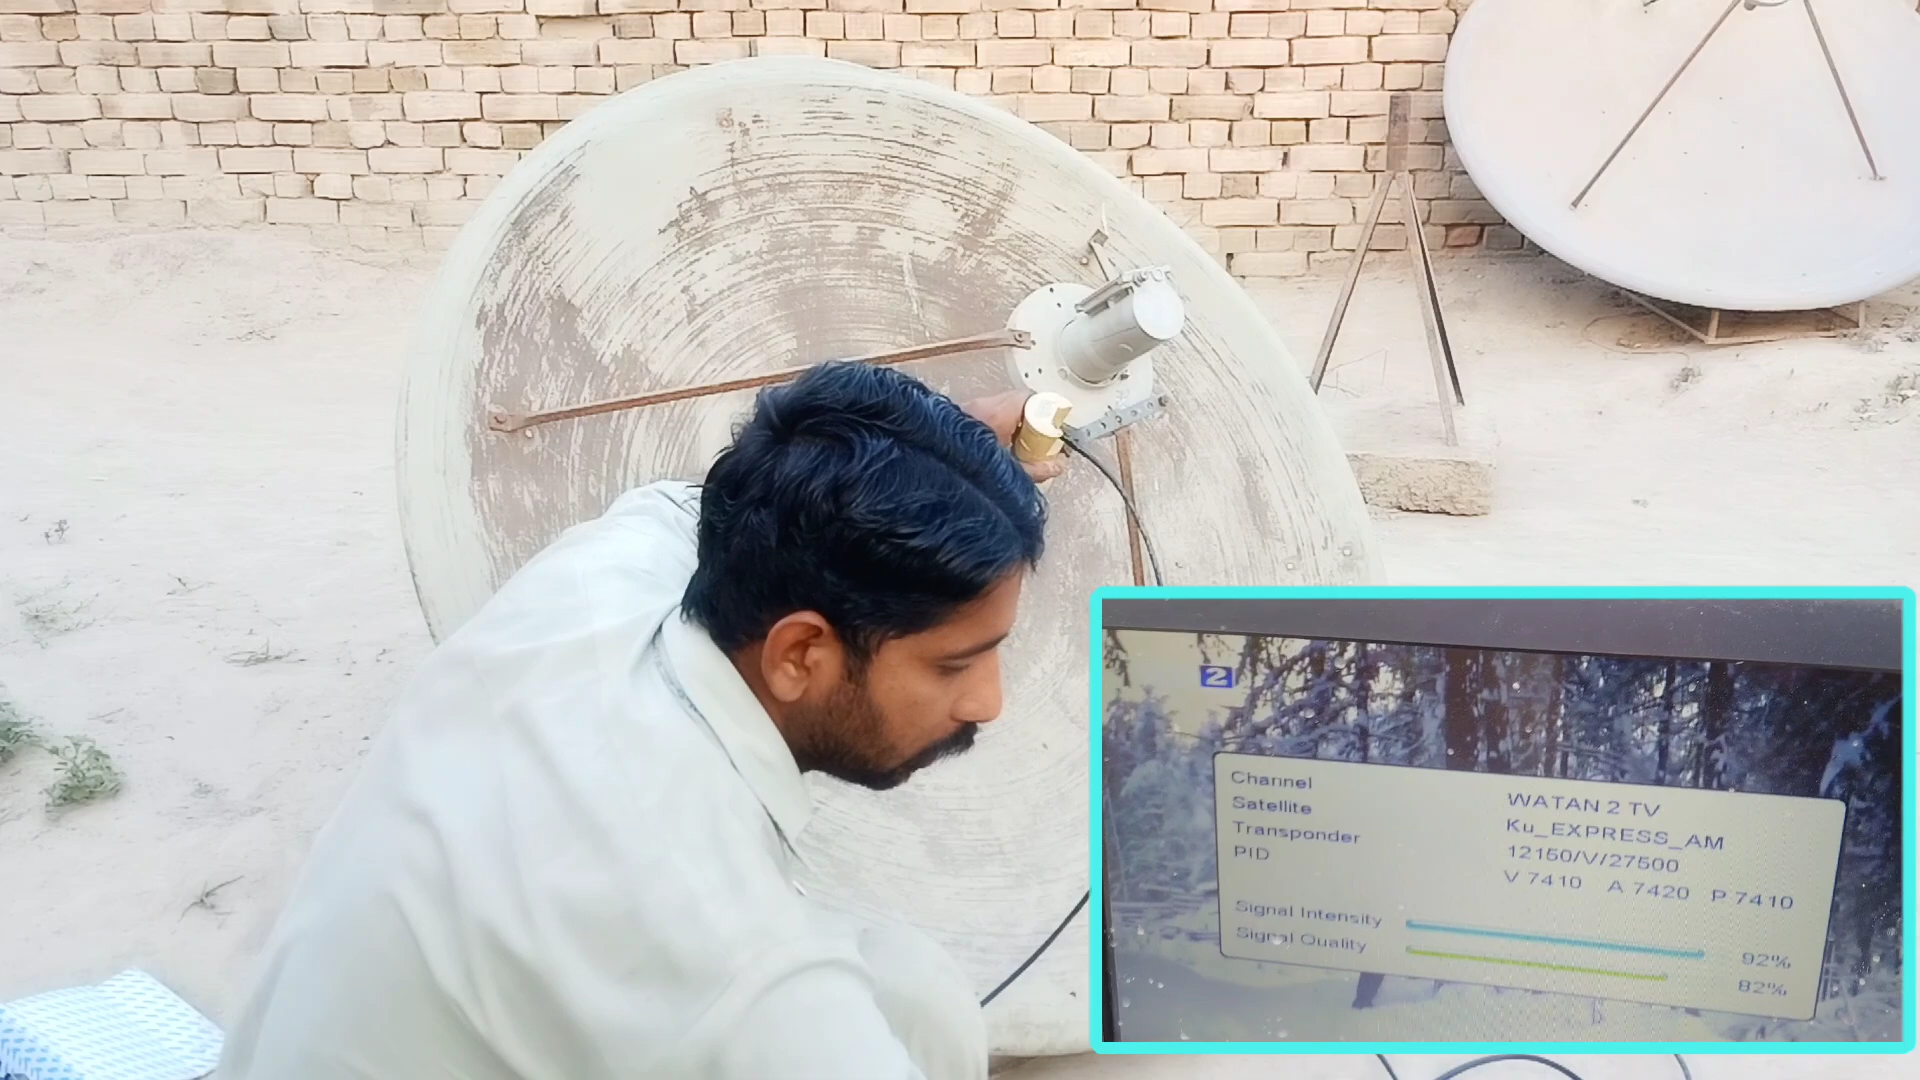 2
Channel WATAN 2 TV
Satellite Ku_EXPRESS_AM
Transponder 12150/V/27500
PID V 7410 A 7420 P 7410
Signal Intensity 92%
Signal Quality 82%